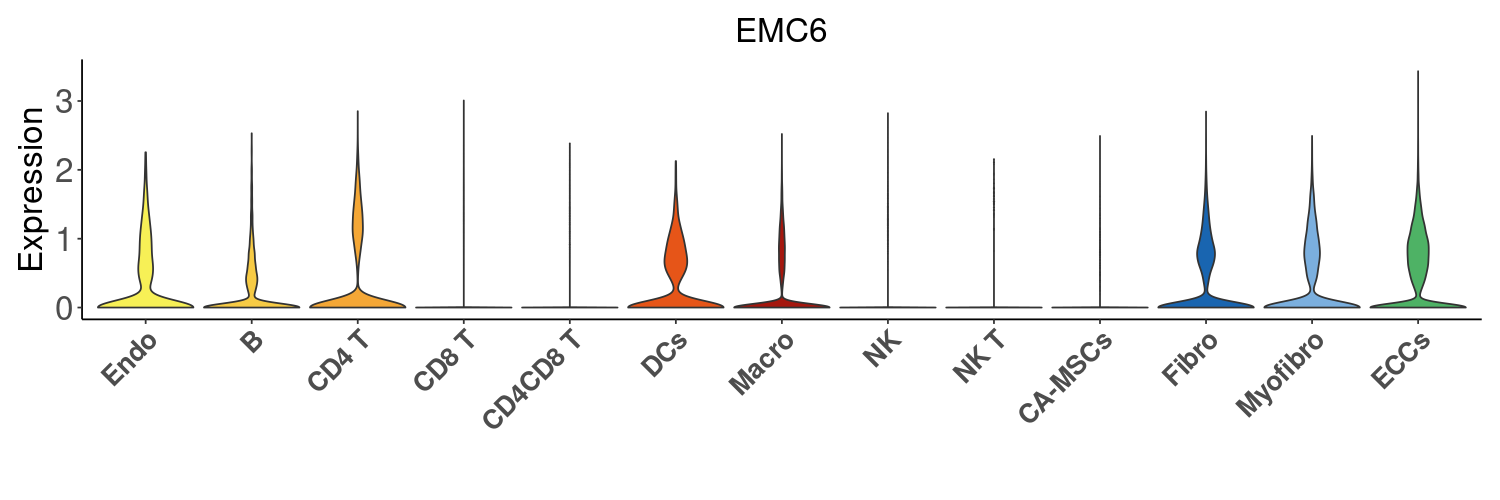 EMC6
Expression
3
2
1
0
Endo
B
CD4 T
CD8 T
CD4CD8 T
DCs
Macro
NK
NK T
CA-MSCs
Fibro
Myofibro
ECCs